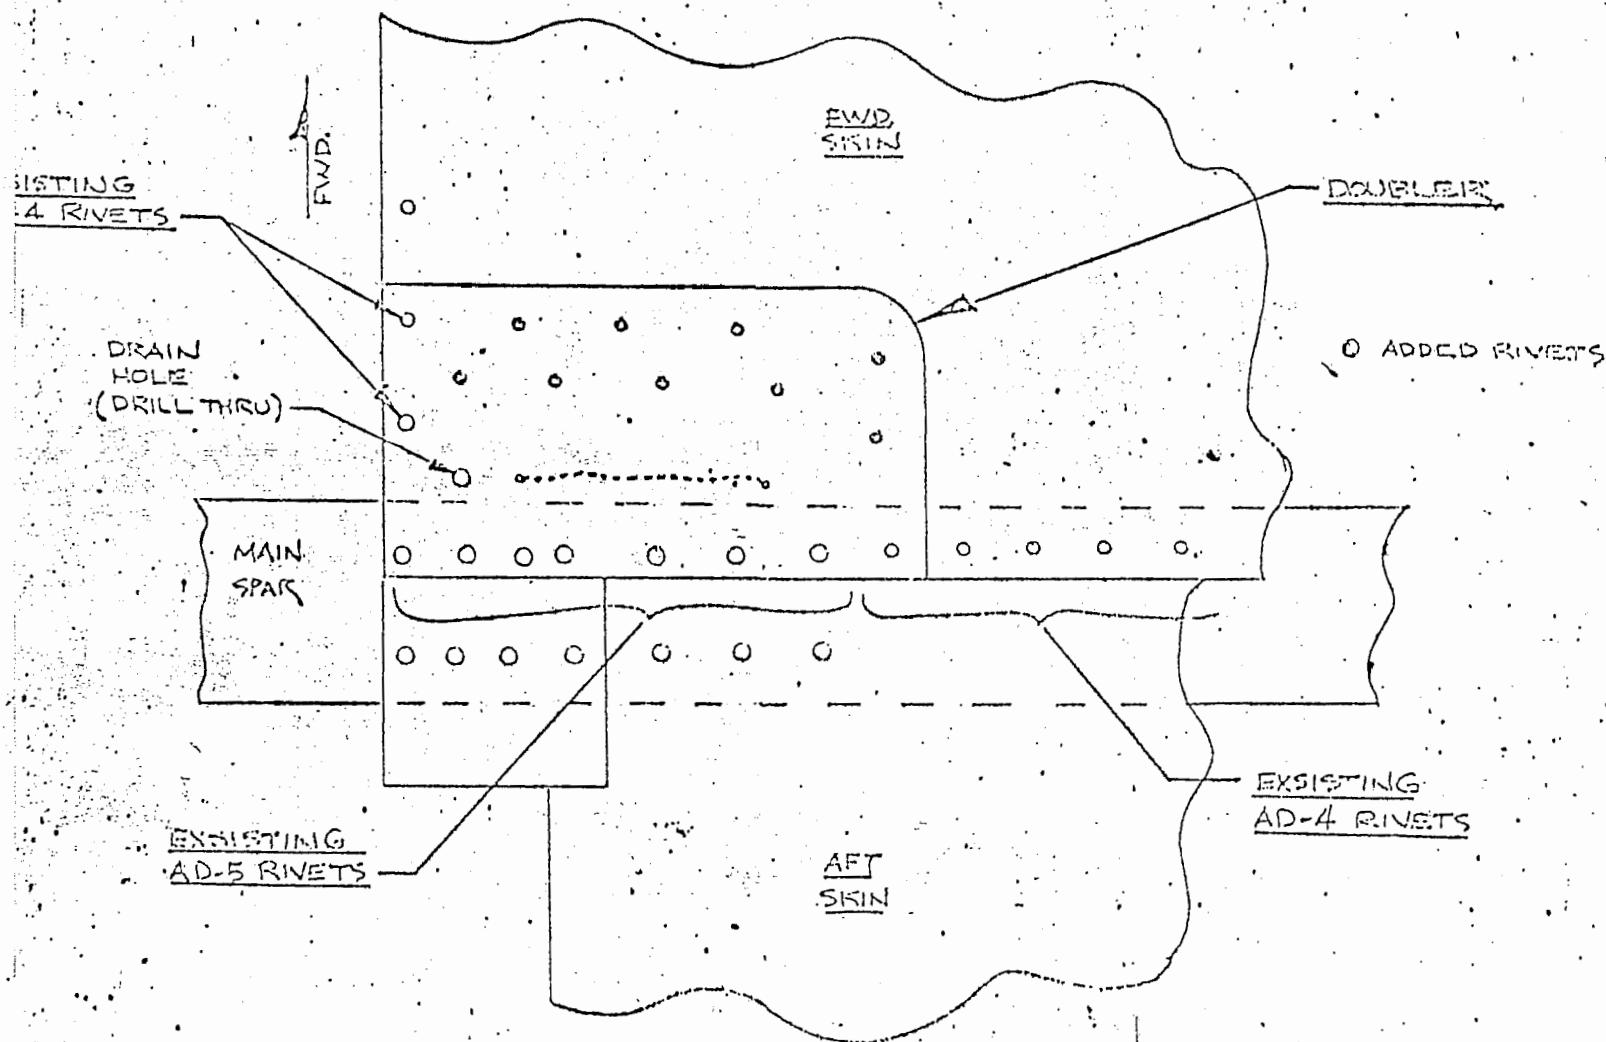 FWD.
SKIN
FWD.
ISTING
-4 RIVETS
DOUBLER
DRAIN
HOLE
(DRILL THRU)
ADDED RIVETS
MAIN
SPAR
EXSISTING
AD-5 RIVETS
EXSISTING
AD-4 RIVETS
AFT
SKIN